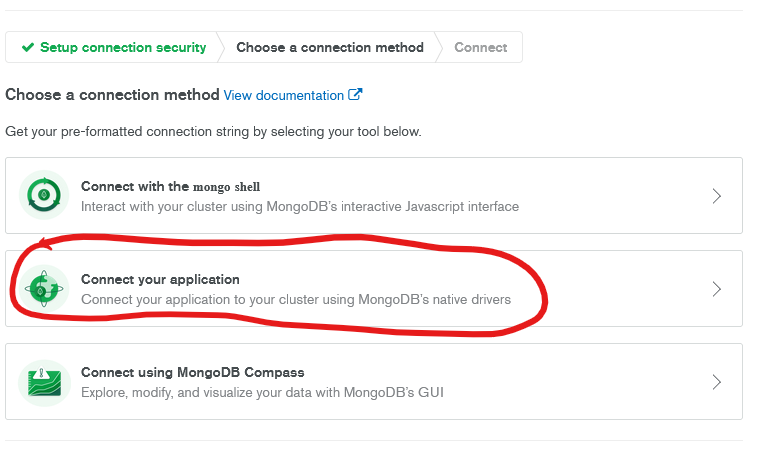 Setup connection security Choose a connection method Connect
Choose a connection method View documentation
Get your pre-formatted connection string by selecting your tool below.
Connect with the mongo shell
Interact with your cluster using MongoDB's interactive Javascript interface
Connect your application
Connect your application to your cluster using MongoDB's native drivers
Connect using MongoDB Compass
Explore, modify, and visualize your data with MongoDB's GUI